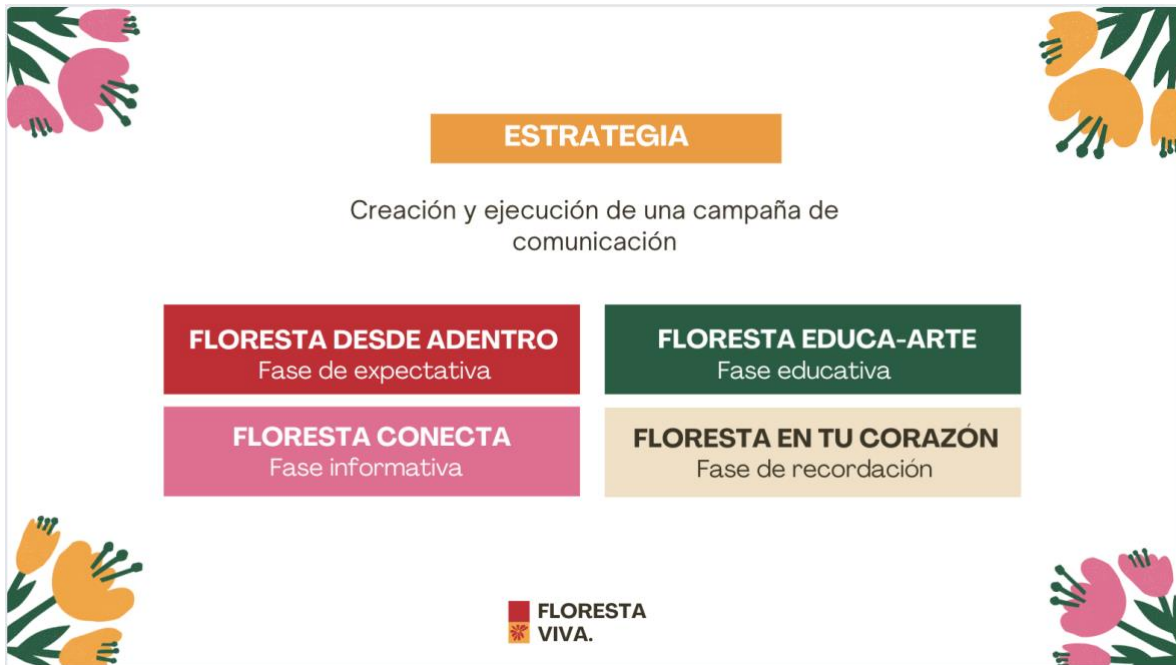 ESTRATEGIA
Creación y ejecución de una campaña de
comunicación
FLORESTA DESDE ADENTRO
Fase de expectativa
FLORESTA EDUCA-ARTE
Fase educativa
FLORESTA CONECTA
Fase informativa
FLORESTA EN TU CORAZÓN
Fase de recordación
FLORESTA
VIVA.